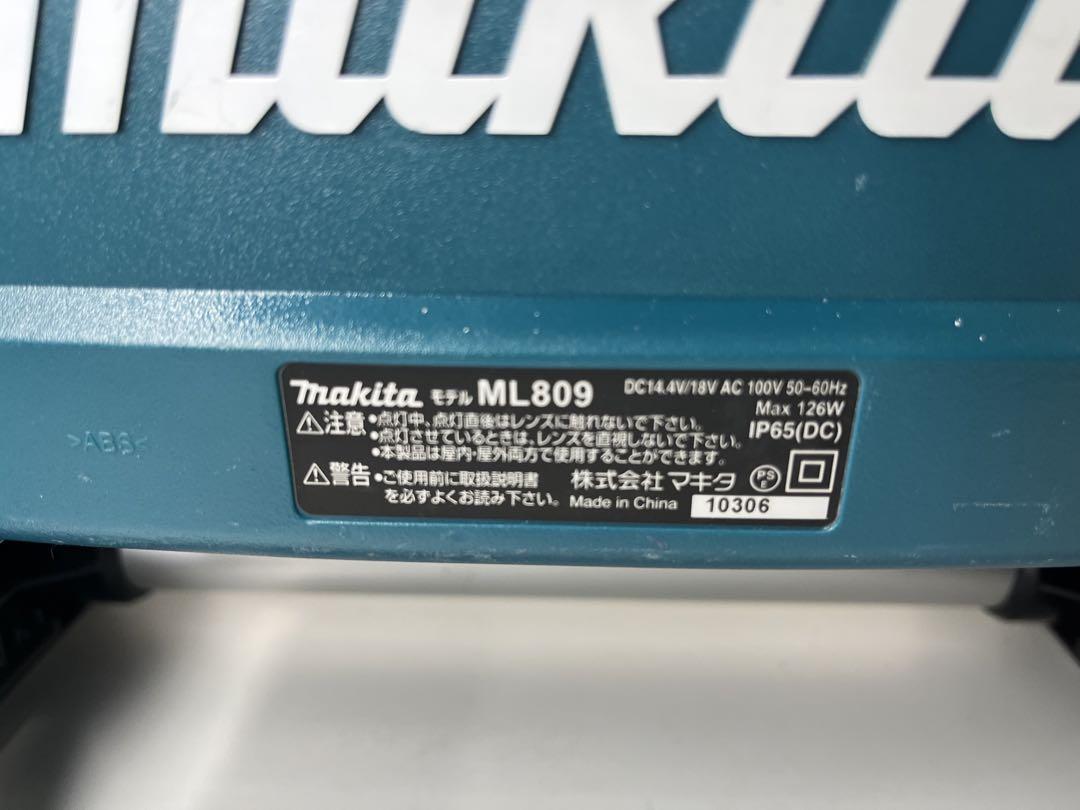 makita
>ABS<
makita モデル ML809 DC14.4V/18V AC 100V 50-60Hz
Max 126W
IP65(DC)
注意 •点灯中、点灯直後はレンズに触れないで下さい。
•点灯させているときは、レンズを直視しないで下さい。
•本製品は屋内・屋外両方で使用することができます。
警告 •ご使用前に取扱説明書
を必ずよくお読み下さい。
株式会社 マキタ PSE
Made in China 10306